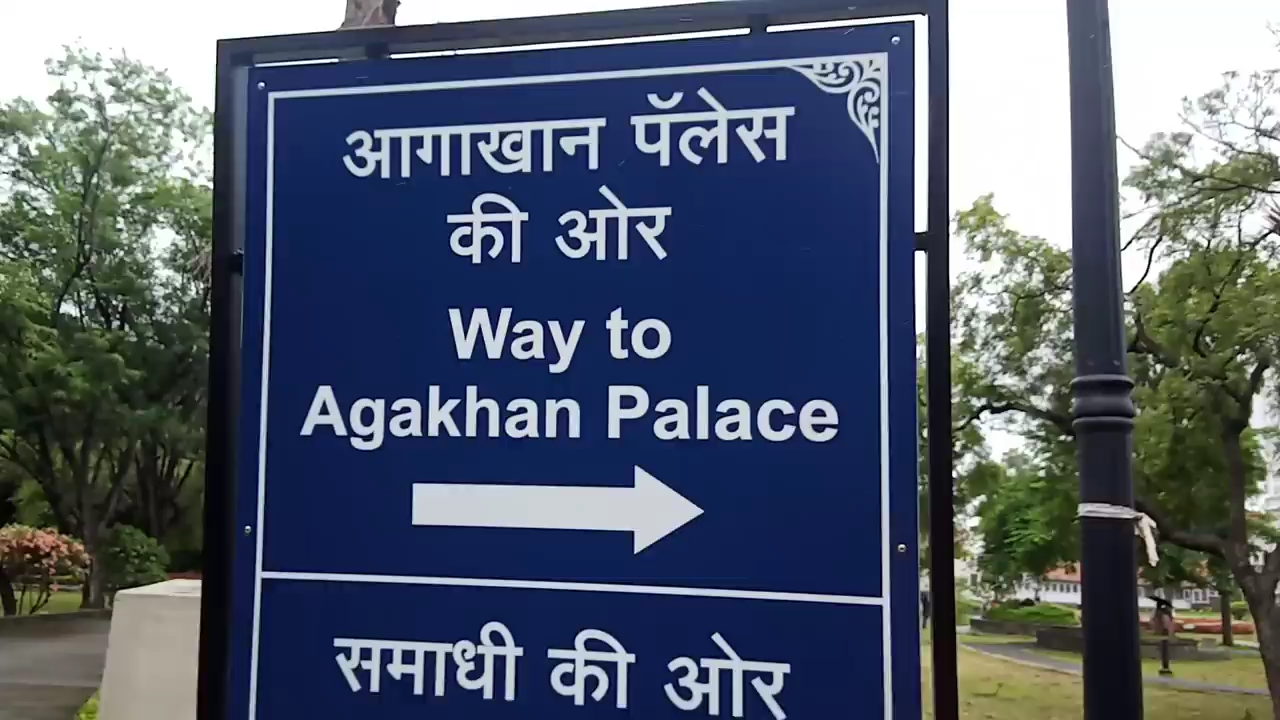 आगाखान पॅलेस
की ओर
Way to
Agakhan Palace
समाधी की ओर